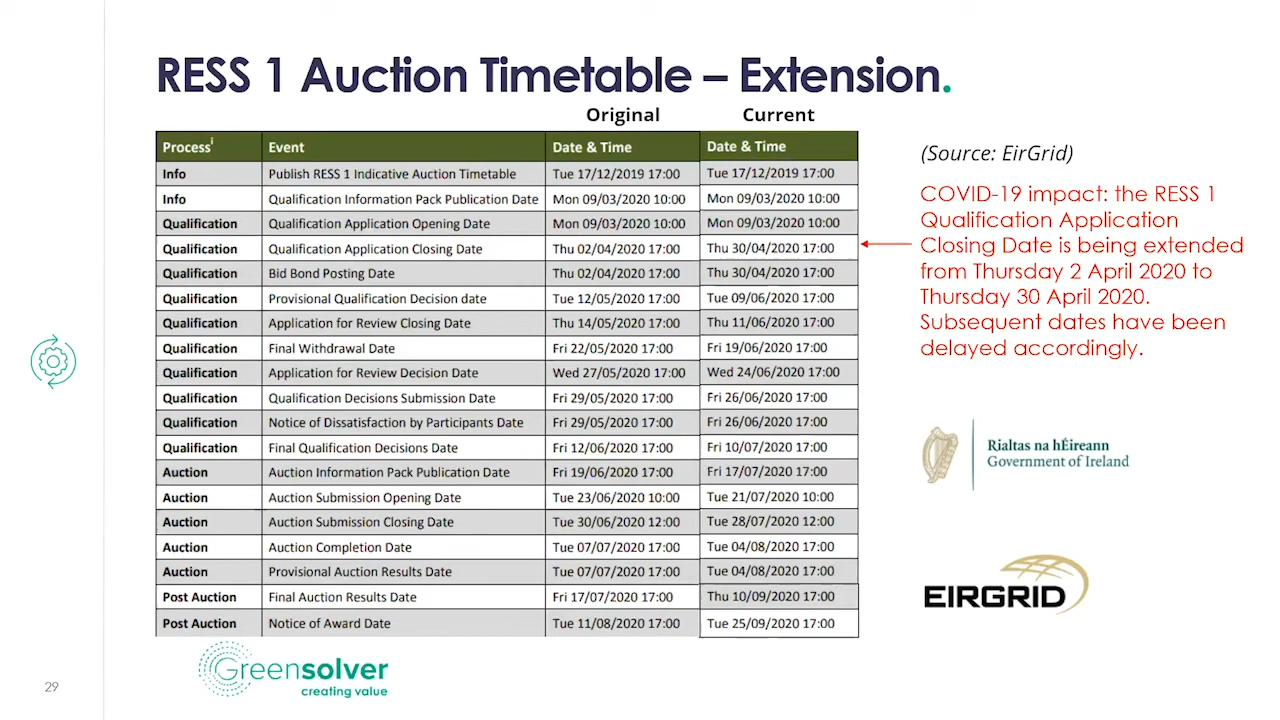 RESS 1 Auction Timetable – Extension.
Original Current
Process i Event Date & Time Date & Time
Info Publish RESS 1 Indicative Auction Timetable Tue 17/12/2019 17:00 Tue 17/12/2019 17:00
Info Qualification Information Pack Publication Date Mon 09/03/2020 10:00 Mon 09/03/2020 10:00
Qualification Qualification Application Opening Date Mon 09/03/2020 10:00 Mon 09/03/2020 10:00
Qualification Qualification Application Closing Date Thu 02/04/2020 17:00 Thu 30/04/2020 17:00
Qualification Bid Bond Posting Date Thu 02/04/2020 17:00 Thu 30/04/2020 17:00
Qualification Provisional Qualification Decision date Tue 12/05/2020 17:00 Tue 09/06/2020 17:00
Qualification Application for Review Closing Date Thu 14/05/2020 17:00 Thu 11/06/2020 17:00
Qualification Final Withdrawal Date Fri 22/05/2020 17:00 Fri 19/06/2020 17:00
Qualification Application for Review Decision Date Wed 27/05/2020 17:00 Wed 24/06/2020 17:00
Qualification Qualification Decisions Submission Date Fri 29/05/2020 17:00 Fri 26/06/2020 17:00
Qualification Notice of Dissatisfaction by Participants Date Fri 29/05/2020 17:00 Fri 26/06/2020 17:00
Qualification Final Qualification Decisions Date Fri 12/06/2020 17:00 Fri 10/07/2020 17:00
Auction Auction Information Pack Publication Date Fri 19/06/2020 17:00 Fri 17/07/2020 17:00
Auction Auction Submission Opening Date Tue 23/06/2020 10:00 Tue 21/07/2020 10:00
Auction Auction Submission Closing Date Tue 30/06/2020 12:00 Tue 28/07/2020 12:00
Auction Auction Completion Date Tue 07/07/2020 17:00 Tue 04/08/2020 17:00
Auction Provisional Auction Results Date Tue 07/07/2020 17:00 Tue 04/08/2020 17:00
Post Auction Final Auction Results Date Fri 17/07/2020 17:00 Thu 10/09/2020 17:00
Post Auction Notice of Award Date Tue 11/08/2020 17:00 Tue 25/09/2020 17:00
(Source: EirGrid)
COVID-19 impact: the RESS 1
Qualification Application
Closing Date is being extended
from Thursday 2 April 2020 to
Thursday 30 April 2020.
Subsequent dates have been
delayed accordingly.
Rialtas na hÉireann
Government of Ireland
EIRGRID
Greensolver
creating value
29